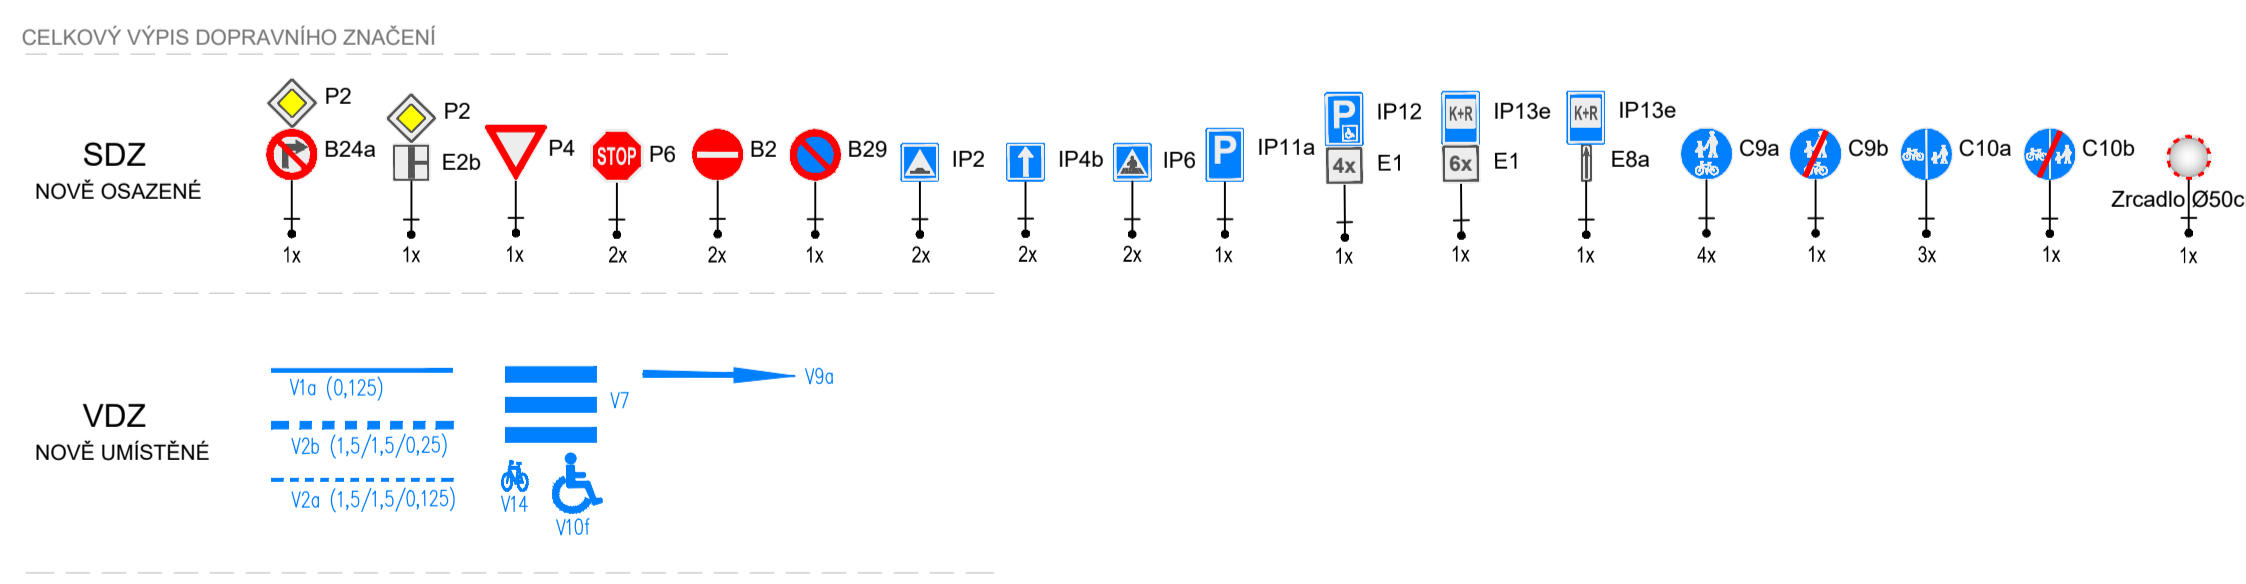 CELKOVÝ VÝPIS DOPRAVNÍHO ZNAČENÍ
SDZ
NOVĚ OSAZENÉ
P2
B24a
1x
P2
E2b
1x
P4
1x
STOP
P6
2x
B2
2x
B29
1x
IP2
2x
IP4b
2x
IP6
2x
P
IP11a
1x
P
IP12
4x
E1
1x
K+R
IP13e
6x
E1
1x
K+R
IP13e
E8a
1x
C9a
4x
C9b
1x
C10a
3x
C10b
1x
Zrcadlo Ø50c
1x
VDZ
NOVĚ UMÍSTĚNÉ
V1a (0,125)
V2b (1,5/1,5/0,25)
V2a (1,5/1,5/0,125)
V7
V14
V10f
V9a